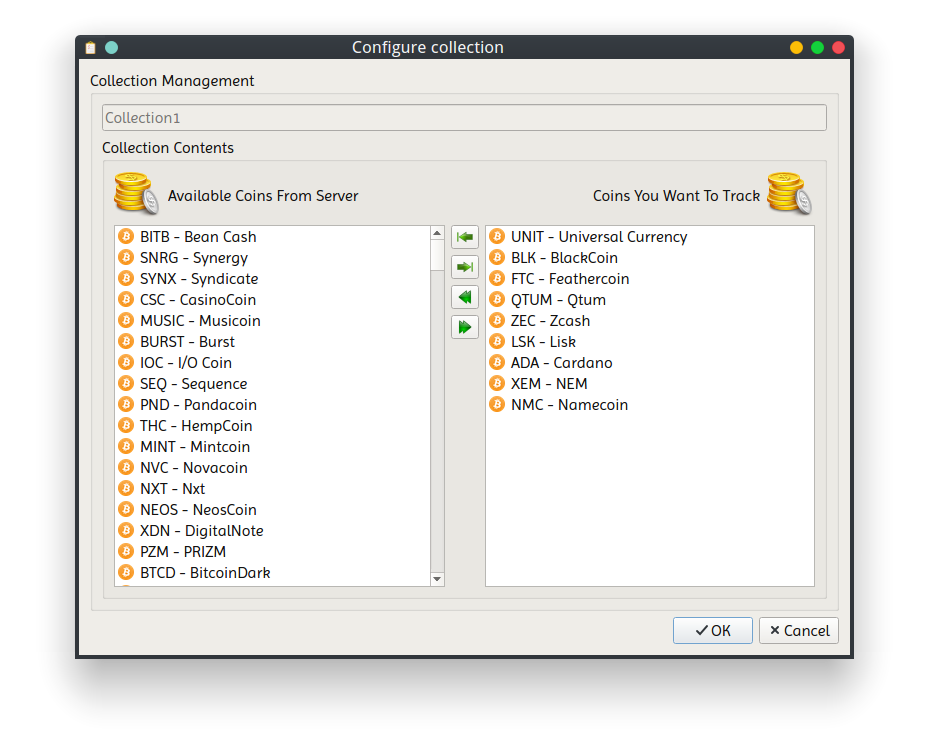 Configure collection
Collection Management
Collection1
Collection Contents
Available Coins From Server
Coins You Want To Track
BITB - Bean Cash
SNRG - Synergy
SYNX - Syndicate
CSC - CasinoCoin
MUSIC - Musicoin
BURST - Burst
IOC - I/O Coin
SEQ - Sequence
PND - Pandacoin
THC - HempCoin
MINT - Mintcoin
NVC - Novacoin
NXT - Nxt
NEOS - NeosCoin
XDN - DigitalNote
PZM - PRIZM
BTCD - BitcoinDark
UNIT - Universal Currency
BLK - BlackCoin
FTC - Feathercoin
QTUM - Qtum
ZEC - Zcash
LSK - Lisk
ADA - Cardano
XEM - NEM
NMC - Namecoin
OK
Cancel